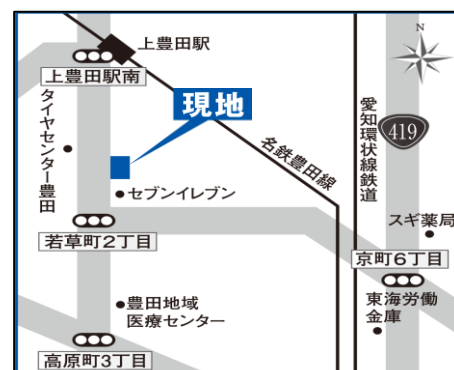 上豊田駅
N
上豊田駅南
現地
タイヤセンター豊田
名鉄豊田線
愛知環状線鉄道
419
セブンイレブン
若草町2丁目
スギ薬局
京町6丁目
豊田地域
医療センター
東海労働
金庫
高原町3丁目